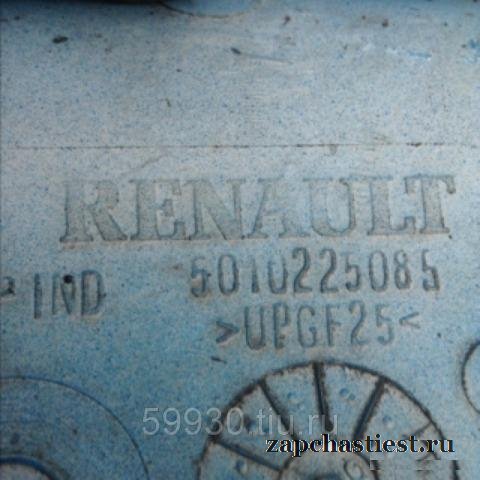 RENAULT
IND 5010225085
>UPGF25<
59930.tiu.ru
zapchastiest.ru